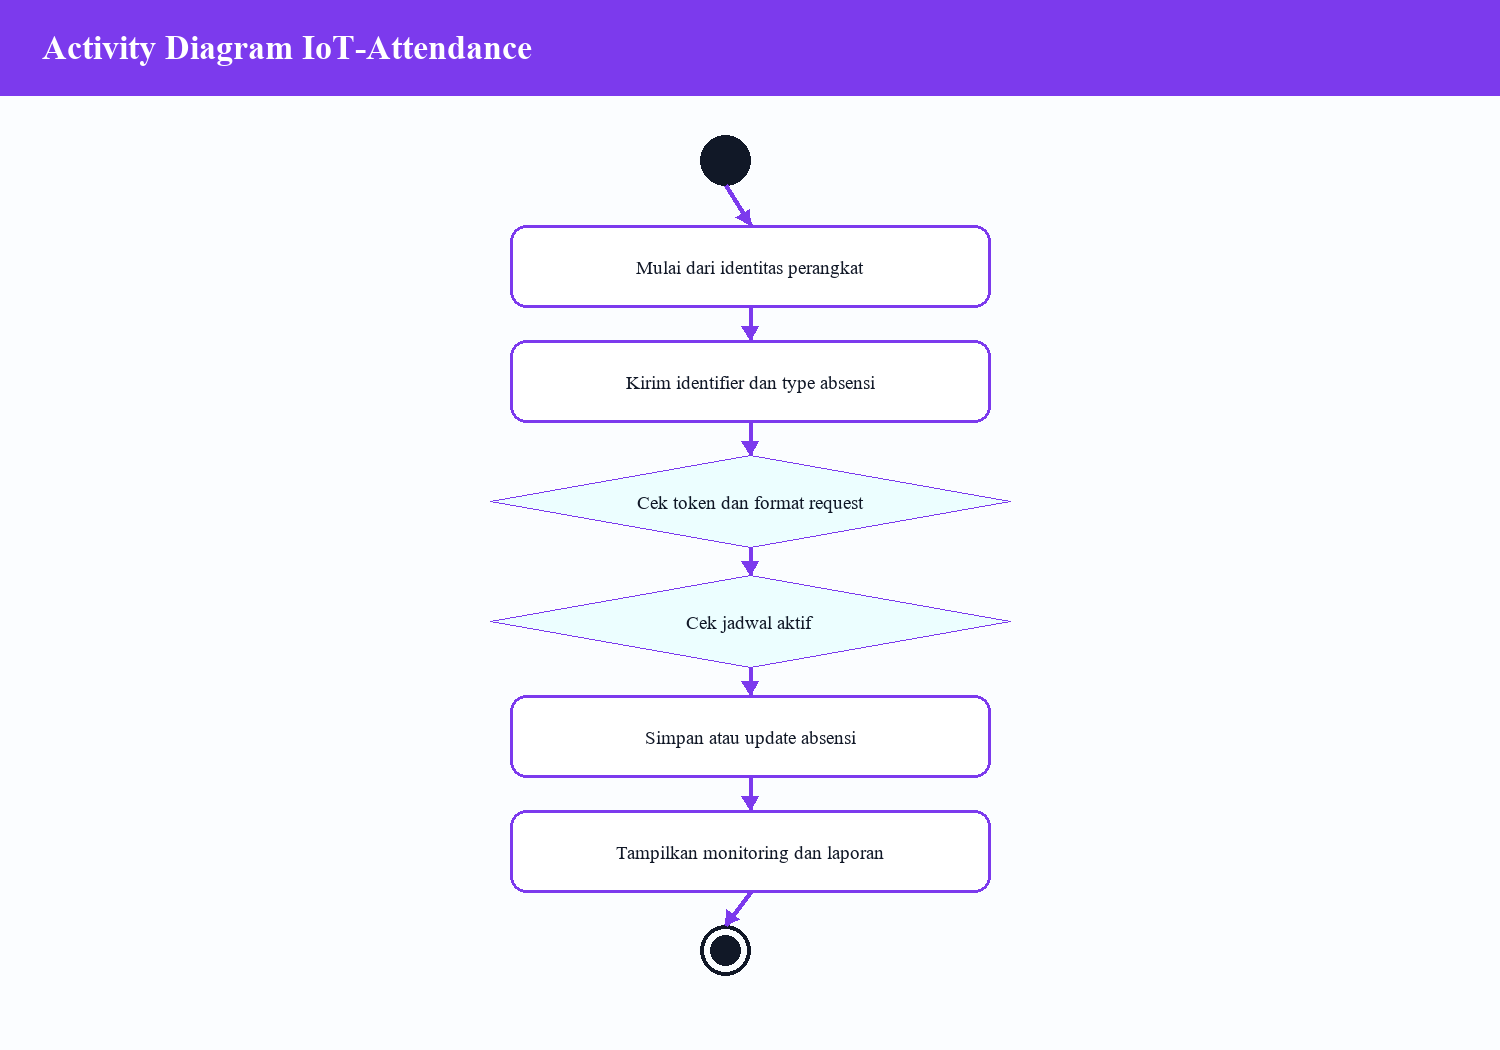 Activity Diagram IoT-Attendance
Mulai dari identitas perangkat
Kirim identifier dan type absensi
Cek token dan format request
Cek jadwal aktif
Simpan atau update absensi
Tampilkan monitoring dan laporan